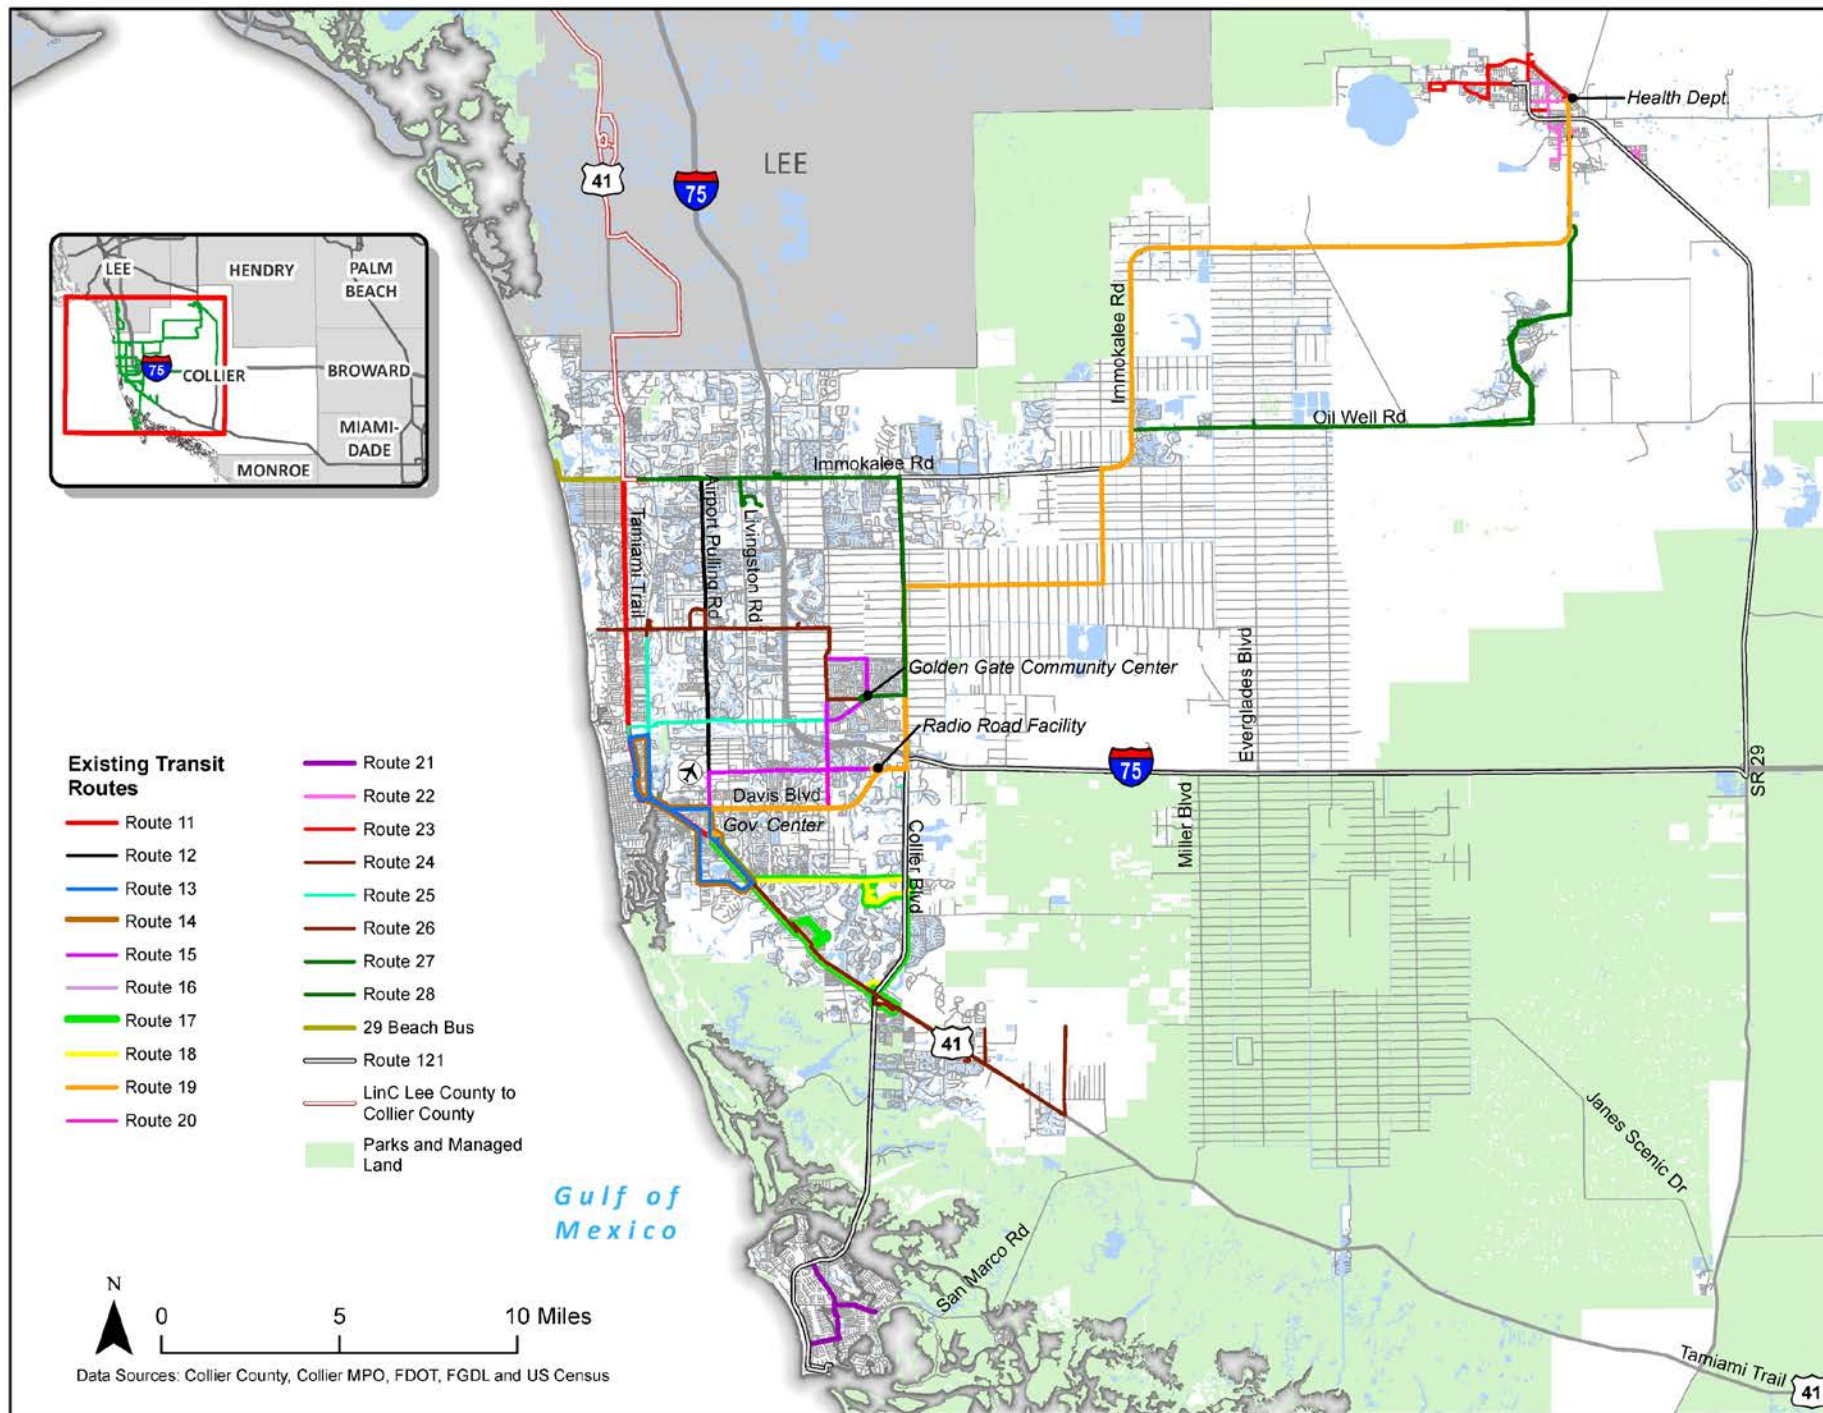 Health Dept.
LEE
41
75
LEE
HENDRY
PALM
BEACH
75
COLLIER
BROWARD
MIAMI-
DADE
MONROE
Immokalee Rd
Oil Well Rd
Immokalee Rd
Tamiami Trail
Airport Pulling Rd
Livingston Rd
Golden Gate Community Center
Radio Road Facility
Everglades Blvd
75
SR 29
Davis Blvd
Gov. Center
Collier Blvd
Miller Blvd
41
Janes Scenic Dr
San Marco Rd
Tamiami Trail
41
Existing Transit
Routes
Route 11
Route 12
Route 13
Route 14
Route 15
Route 16
Route 17
Route 18
Route 19
Route 20
Route 21
Route 22
Route 23
Route 24
Route 25
Route 26
Route 27
Route 28
29 Beach Bus
Route 121
LinC Lee County to
Collier County
Parks and Managed
Land
Gulf of
Mexico
N
0 5 10 Miles
Data Sources: Collier County, Collier MPO, FDOT, FGDL and US Census